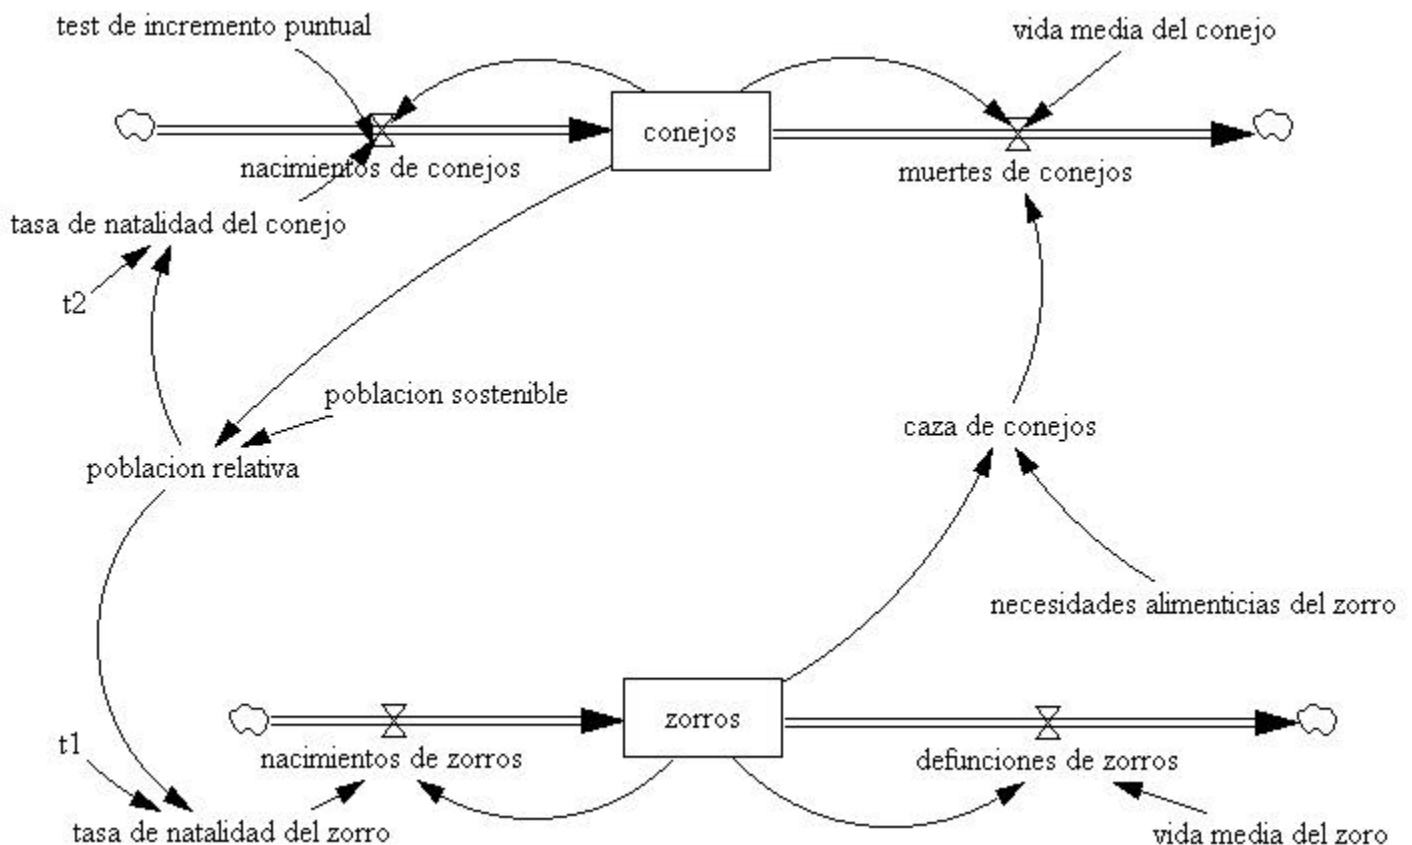 test de incremento puntual
vida media del conejo
conejos
nacimientos de conejos
muertes de conejos
tasa de natalidad del conejo
t2
poblacion sostenible
caza de conejos
poblacion relativa
necesidades alimenticias del zorro
zorros
t1
nacimientos de zorros
defunciones de zorros
tasa de natalidad del zorro
vida media del zoro